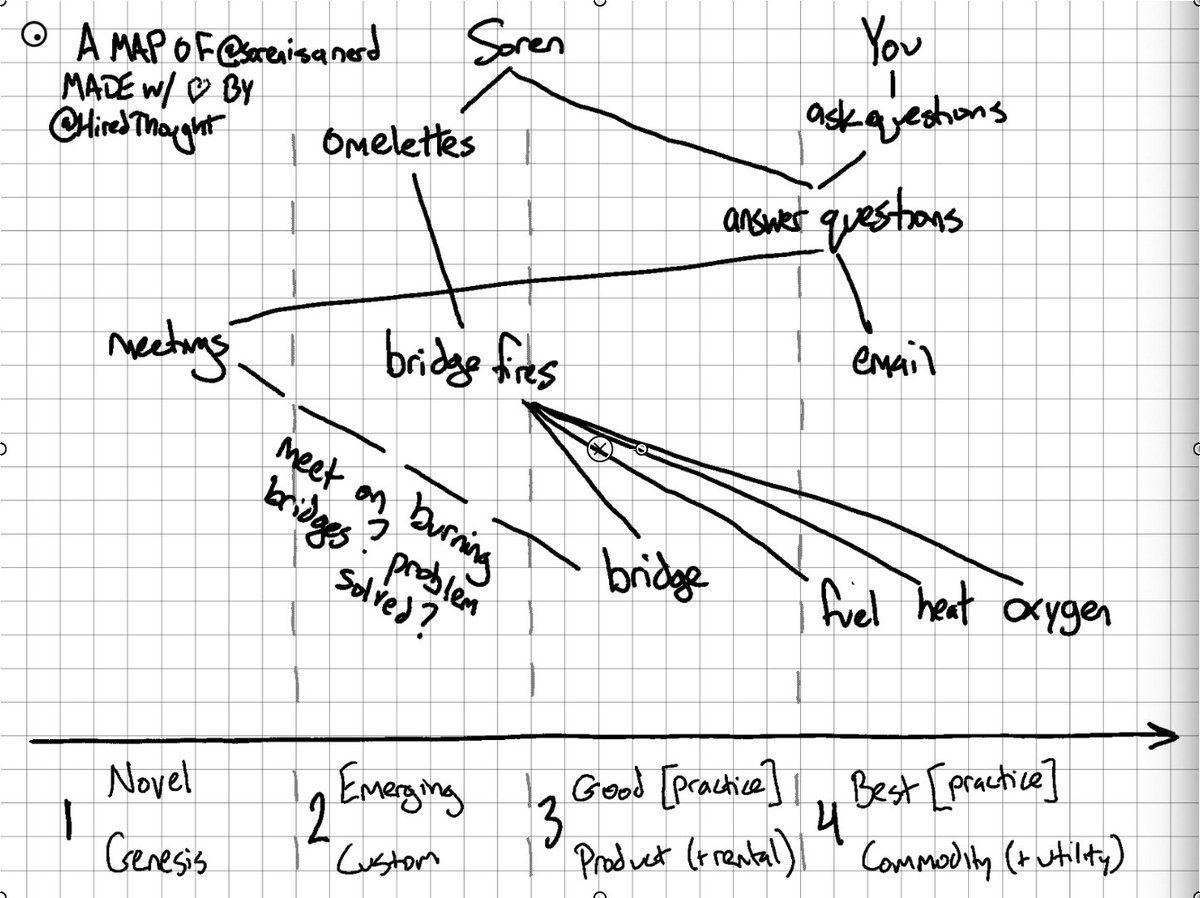 A MAP OF @sorenisanerd
MADE w/ ♡ BY
@HiredThought
Soren
You
ask questions
omelettes
answer questions
meetings
bridge fires
email
meet on burning
bridges? problem
solved?
bridge
fuel heat oxygen
1 Novel
Genesis
2 Emerging
Custom
3 Good [practice]
Product (+rental)
4 Best [practice]
Commodity (+utility)